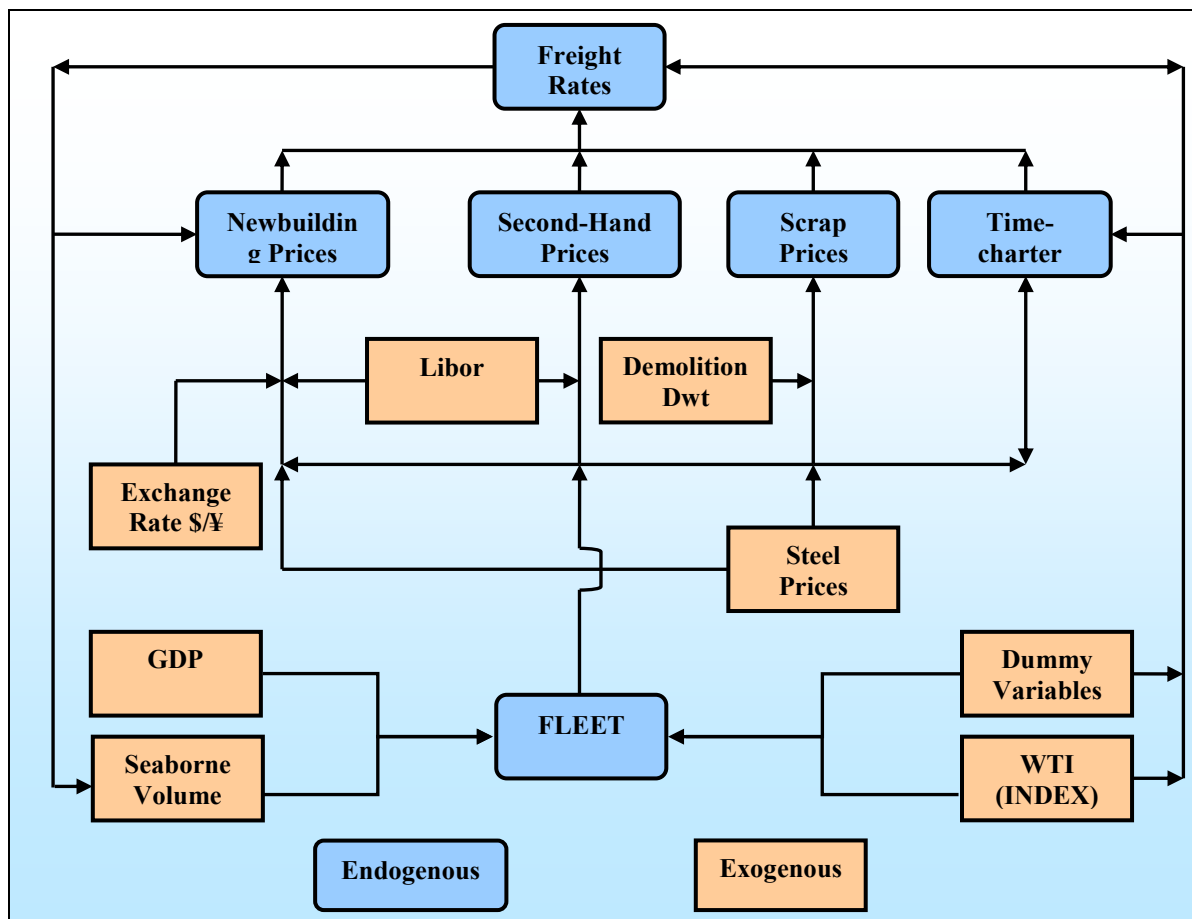 Freight
Rates
Newbuildin
g Prices
Second-Hand
Prices
Scrap
Prices
Time-
charter
Libor
Demolition
Dwt
Exchange
Rate $/¥
Steel
Prices
GDP
Dummy
Variables
FLEET
Seaborne
Volume
WTI
(INDEX)
Endogenous
Exogenous